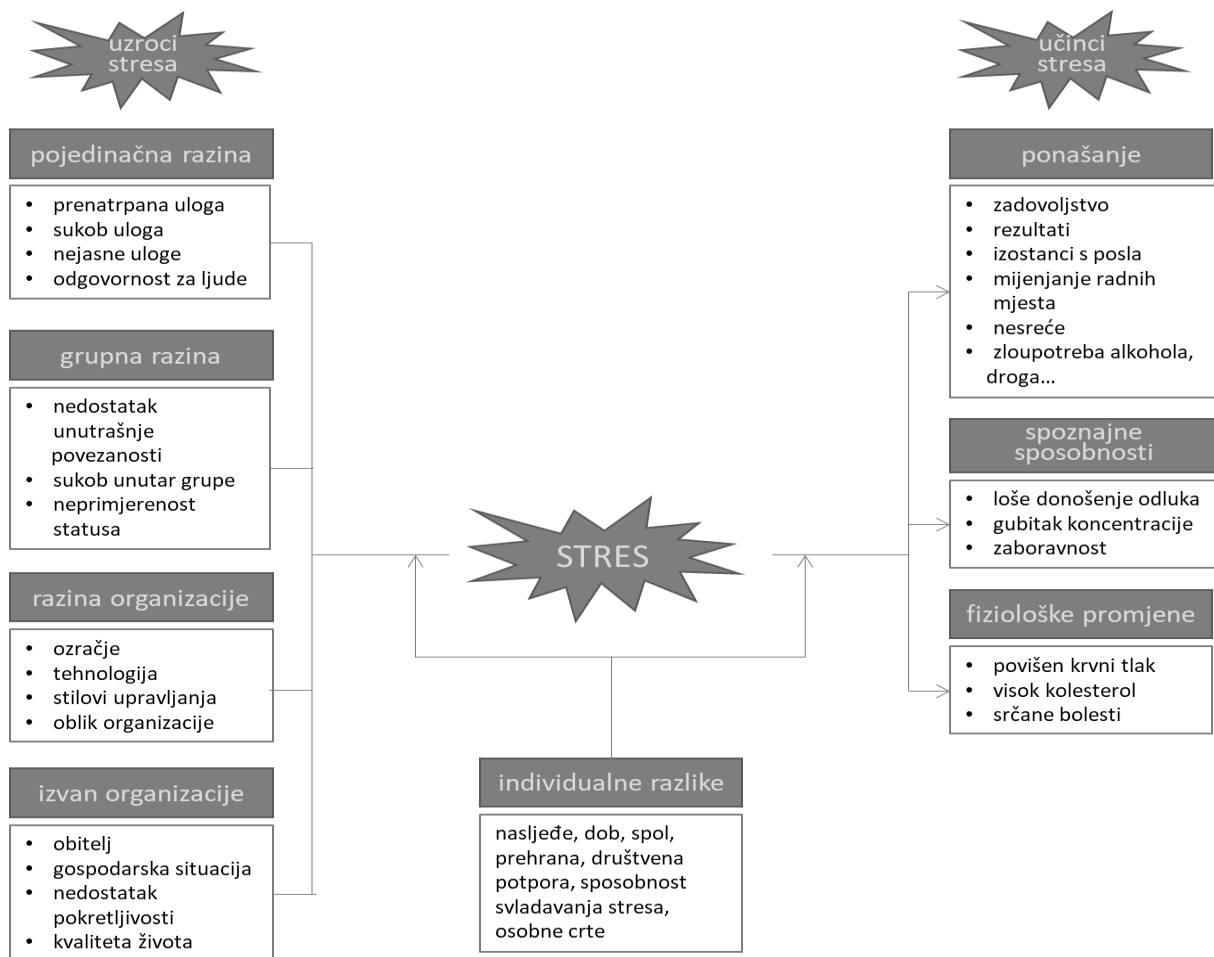 uzroci
stresa
pojedinačna razina
• prenatrpana uloga
• sukob uloga
• nejasne uloge
• odgovornost za ljude
grupna razina
• nedostatak
unutrašnje
povezanosti
• sukob unutar grupe
• neprimjerenost
statusa
razina organizacije
• ozračje
• tehnologija
• stilovi upravljanja
• oblik organizacije
izvan organizacije
• obitelj
• gospodarska situacija
• nedostatak
pokretljivosti
• kvaliteta života
STRES
individualne razlike
nasljeđe, dob, spol,
prehrana, društvena
potpora, sposobnost
svladavanja stresa,
osobne crte
učinci
stresa
ponašanje
• zadovoljstvo
• rezultati
• izostanci s posla
• mijenjanje radnih
mjesta
• nesreće
• zloupotreba alkohola,
droga...
spoznajne
sposobnosti
• loše donošenje odluka
• gubitak koncentracije
• zaboravnost
fiziološke promjene
• povišen krvni tlak
• visok kolesterol
• srčane bolesti